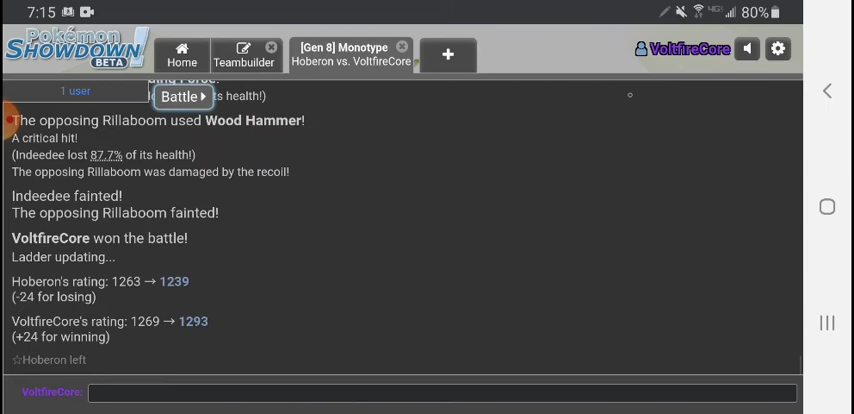 7:15 80%
Pokémon
SHOWDOWN!
BETA
Home
Teambuilder
[Gen 8] Monotype
Hoberon vs. VoltfireCore
+
VoltfireCore
1 user
Battle
ts health!)
The opposing Rillaboom used Wood Hammer!
A critical hit!
(Indeedee lost 87.7% of its health!)
The opposing Rillaboom was damaged by the recoil!
Indeedee fainted!
The opposing Rillaboom fainted!
VoltfireCore won the battle!
Ladder updating...
Hoberon's rating: 1263 → 1239
(-24 for losing)
VoltfireCore's rating: 1269 → 1293
(+24 for winning)
☆Hoberon left
VoltfireCore: